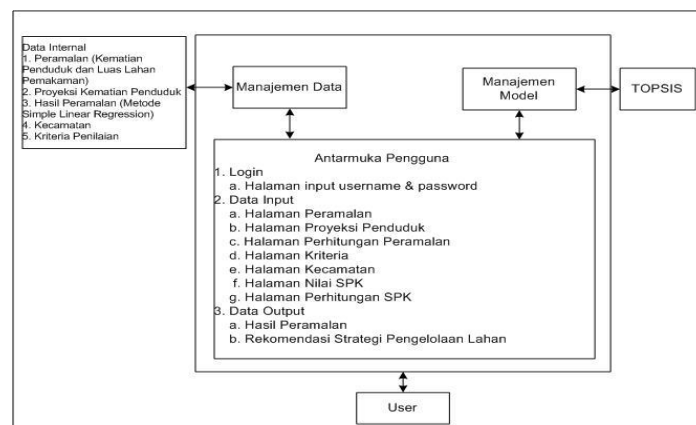 Data Internal
1. Peramalan (Kematian
Penduduk dan Luas Lahan
Pemakaman)
2. Proyeksi Kematian Penduduk
3. Hasil Peramalan (Metode
Simple Linear Regression)
4. Kecamatan
5. Kriteria Penilaian
Manajemen Data
Manajemen
Model
TOPSIS
Antarmuka Pengguna
1. Login
a. Halaman input username & password
2. Data Input
a. Halaman Peramalan
b. Halaman Proyeksi Penduduk
c. Halaman Perhitungan Peramalan
d. Halaman Kriteria
e. Halaman Kecamatan
f. Halaman Nilai SPK
g. Halaman Perhitungan SPK
3. Data Output
a. Hasil Peramalan
b. Rekomendasi Strategi Pengelolaan Lahan
User